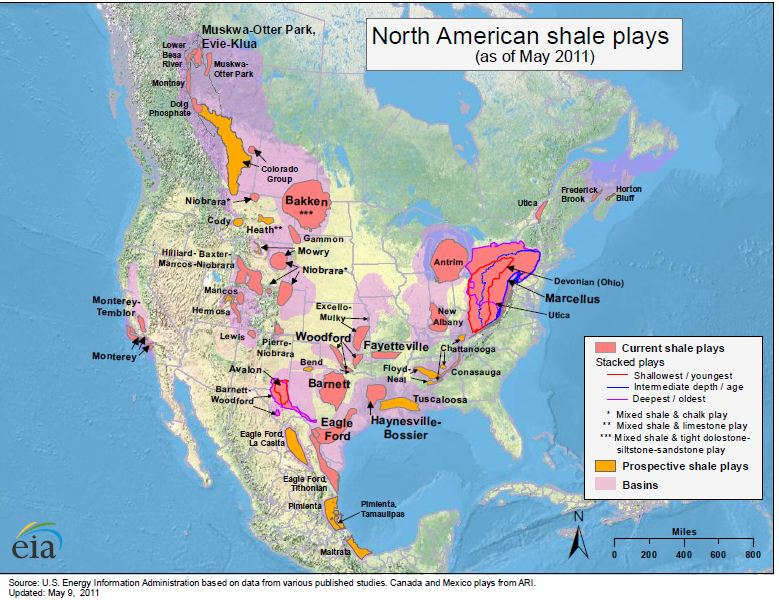 North American shale plays
(as of May 2011)
Muskwa-Otter Park,
Evie-Klua
Lower
Besa
River
Muskwa-
Otter Park
Montney
Doig
Phosphate
Colorado
Group
Niobrara*
Bakken
***
Cody
Heath**
Gammon
Mowry
Hilliard- Baxter-
Mancos-Niobrara
Niobrara*
Mancos
Hermosa
Monterey-
Temblor
Monterey
Lewis
Pierre-
Niobrara
Excello-
Mulky
Woodford
Fayetteville
Bend
Avalon
Barnett-
Woodford
Barnett
Eagle
Ford
Haynesville-
Bossier
Floyd-
Neal
Chattanooga
Conasauga
Tuscaloosa
New
Albany
Antrim
Utica
Frederick
Brook
Horton
Bluff
Devonian (Ohio)
Marcellus
Utica
Eagle Ford,
La Casita
Eagle Ford,
Tithonian
Pimienta
Pimienta,
Tamaulipas
Maltrata
Current shale plays
Stacked plays
Shallowest / youngest
Intermediate depth / age
Deepest / oldest
* Mixed shale & chalk play
** Mixed shale & limestone play
*** Mixed shale & tight dolostone-
siltstone-sandstone play
Prospective shale plays
Basins
N
Miles
0 200 400 600 800
eia
Source: U.S. Energy Information Administration based on data from various published studies. Canada and Mexico plays from ARI.
Updated: May 9, 2011